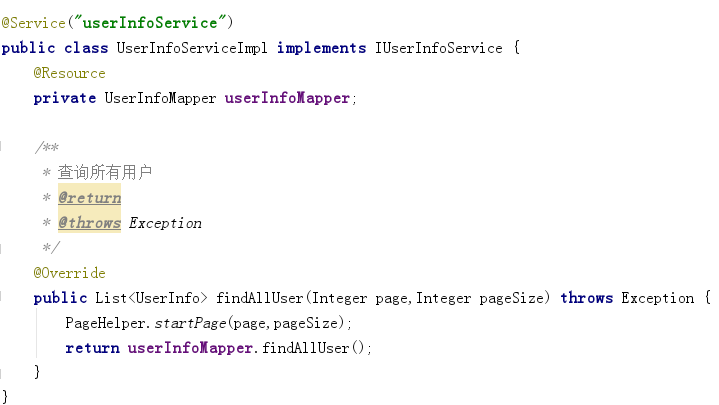 @Service("userInfoService")
public class UserInfoServiceImpl implements IUserInfoService {
@Resource
private UserInfoMapper userInfoMapper;
/**
* 查询所有用户
* @return
* @throws Exception
*/
@Override
public List<UserInfo> findAllUser(Integer page,Integer pageSize) throws Exception {
PageHelper.startPage(page,pageSize);
return userInfoMapper.findAllUser();
}
}